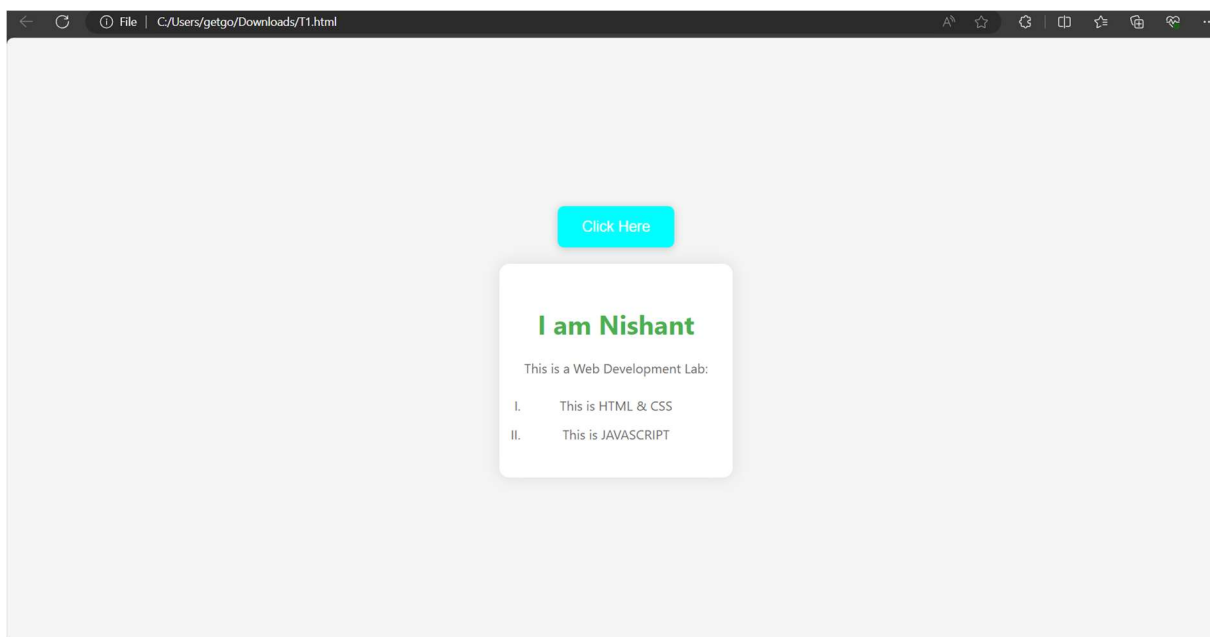 File | C:/Users/getgo/Downloads/T1.html
Click Here
I am Nishant
This is a Web Development Lab:
I. This is HTML & CSS
II. This is JAVASCRIPT